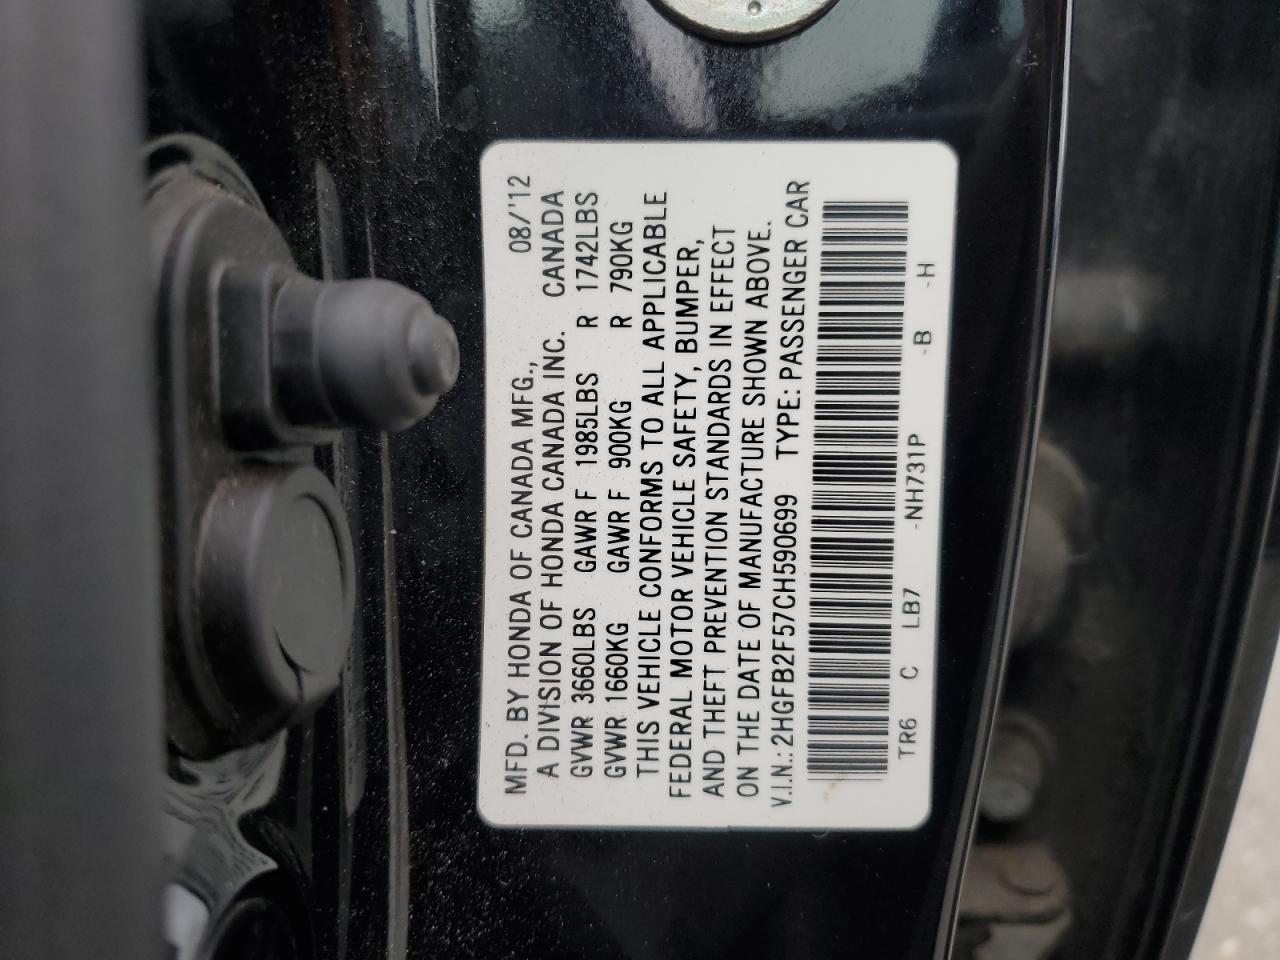 08/'12
MFD. BY HONDA OF CANADA MFG.,
A DIVISION OF HONDA CANADA INC. CANADA
GVWR 3660LBS GAWR F 1985LBS R 1742LBS
GVWR 1660KG GAWR F 900KG R 790KG
THIS VEHICLE CONFORMS TO ALL APPLICABLE
FEDERAL MOTOR VEHICLE SAFETY, BUMPER,
AND THEFT PREVENTION STANDARDS IN EFFECT
ON THE DATE OF MANUFACTURE SHOWN ABOVE.
V.I.N.: 2HGFB2F57CH590699 TYPE: PASSENGER CAR
TR6 C LB7 -NH731P -B -H